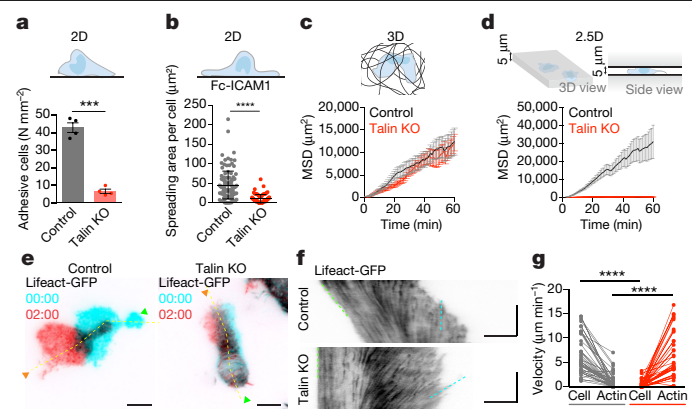 a
2D
Adhesive cells (N mm⁻²)
50
40
30
20
10
0
***
Control
Talin KO
b
2D
Fc-ICAM1
Spreading area per cell (µm²)
250
200
150
100
50
0
****
Control
Talin KO
c
3D
MSD (µm²)
20,000
15,000
10,000
5,000
0
Control
Talin KO
0 20 40 60
Time (min)
d
2.5D
5 µm
3D view
5 µm
Side view
MSD (µm²)
50,000
40,000
30,000
20,000
10,000
0
Control
Talin KO
0 20 40 60
Time (min)
e
Control
Lifeact-GFP
00:00
02:00
Talin KO
Lifeact-GFP
00:00
02:00
f
Lifeact-GFP
Control
Talin KO
g
Velocity (µm min⁻¹)
20
15
10
5
0
****
****
Cell Actin Cell Actin